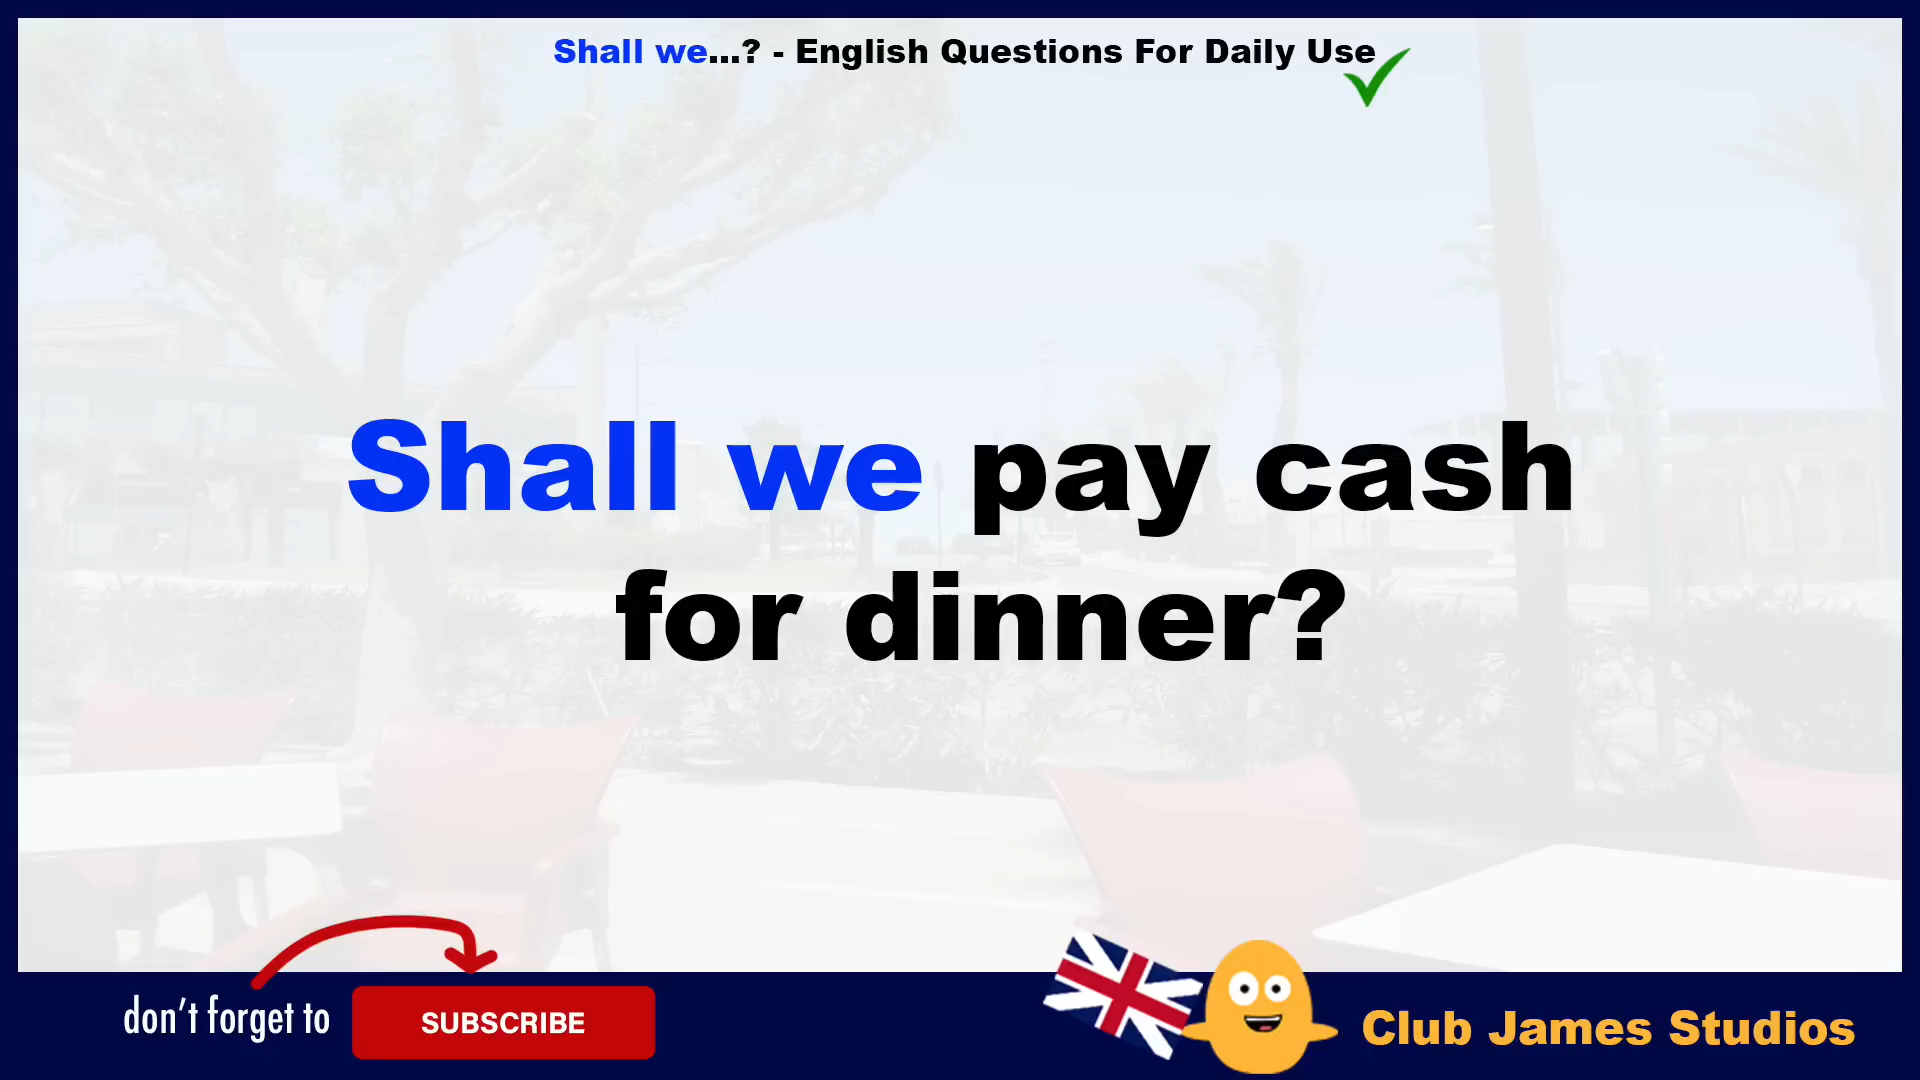 Shall we...? - English Questions For Daily Use
Shall we pay cash
for dinner?
don't forget to
SUBSCRIBE
Club James Studios